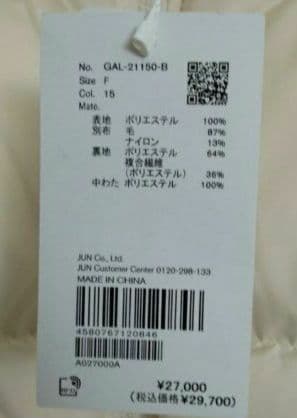 No. GAL-21150-B
Size F
Col. 15
Mate.
表地 ポリエステル 100%
別布 毛 87%
ナイロン 13%
裏地 ポリエステル 64%
複合繊維
(ポリエステル) 36%
中わた ポリエステル 100%
JUN Co., Ltd.
JUN Customer Center 0120-298-133
MADE IN CHINA
4580767120846
A027000A
¥27,000
(税込価格¥29,700)